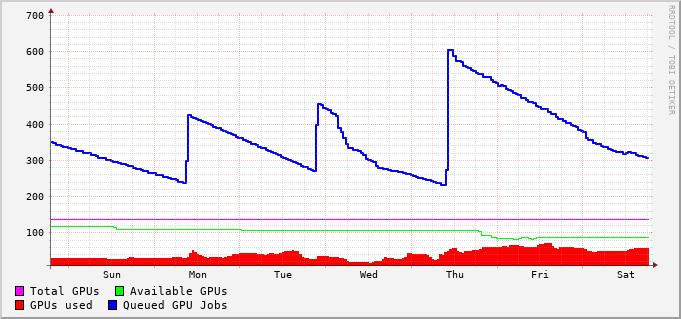 700
600
500
400
300
200
100
Sun Mon Tue Wed Thu Fri Sat
RRDTOOL / TOBI OETIKER
Total GPUs Available GPUs
GPUs used Queued GPU Jobs